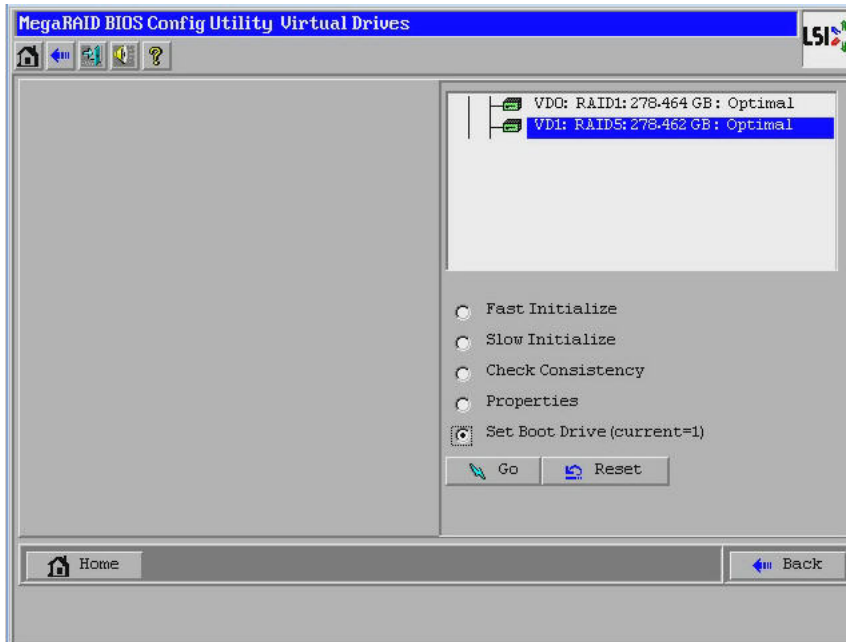 MegaRAID BIOS Config Utility Virtual Drives
LSI
VD0: RAID1: 278.464 GB: Optimal
VD1: RAID5: 278.462 GB: Optimal
Fast Initialize
Slow Initialize
Check Consistency
Properties
Set Boot Drive (current=1)
Go
Reset
Home
Back